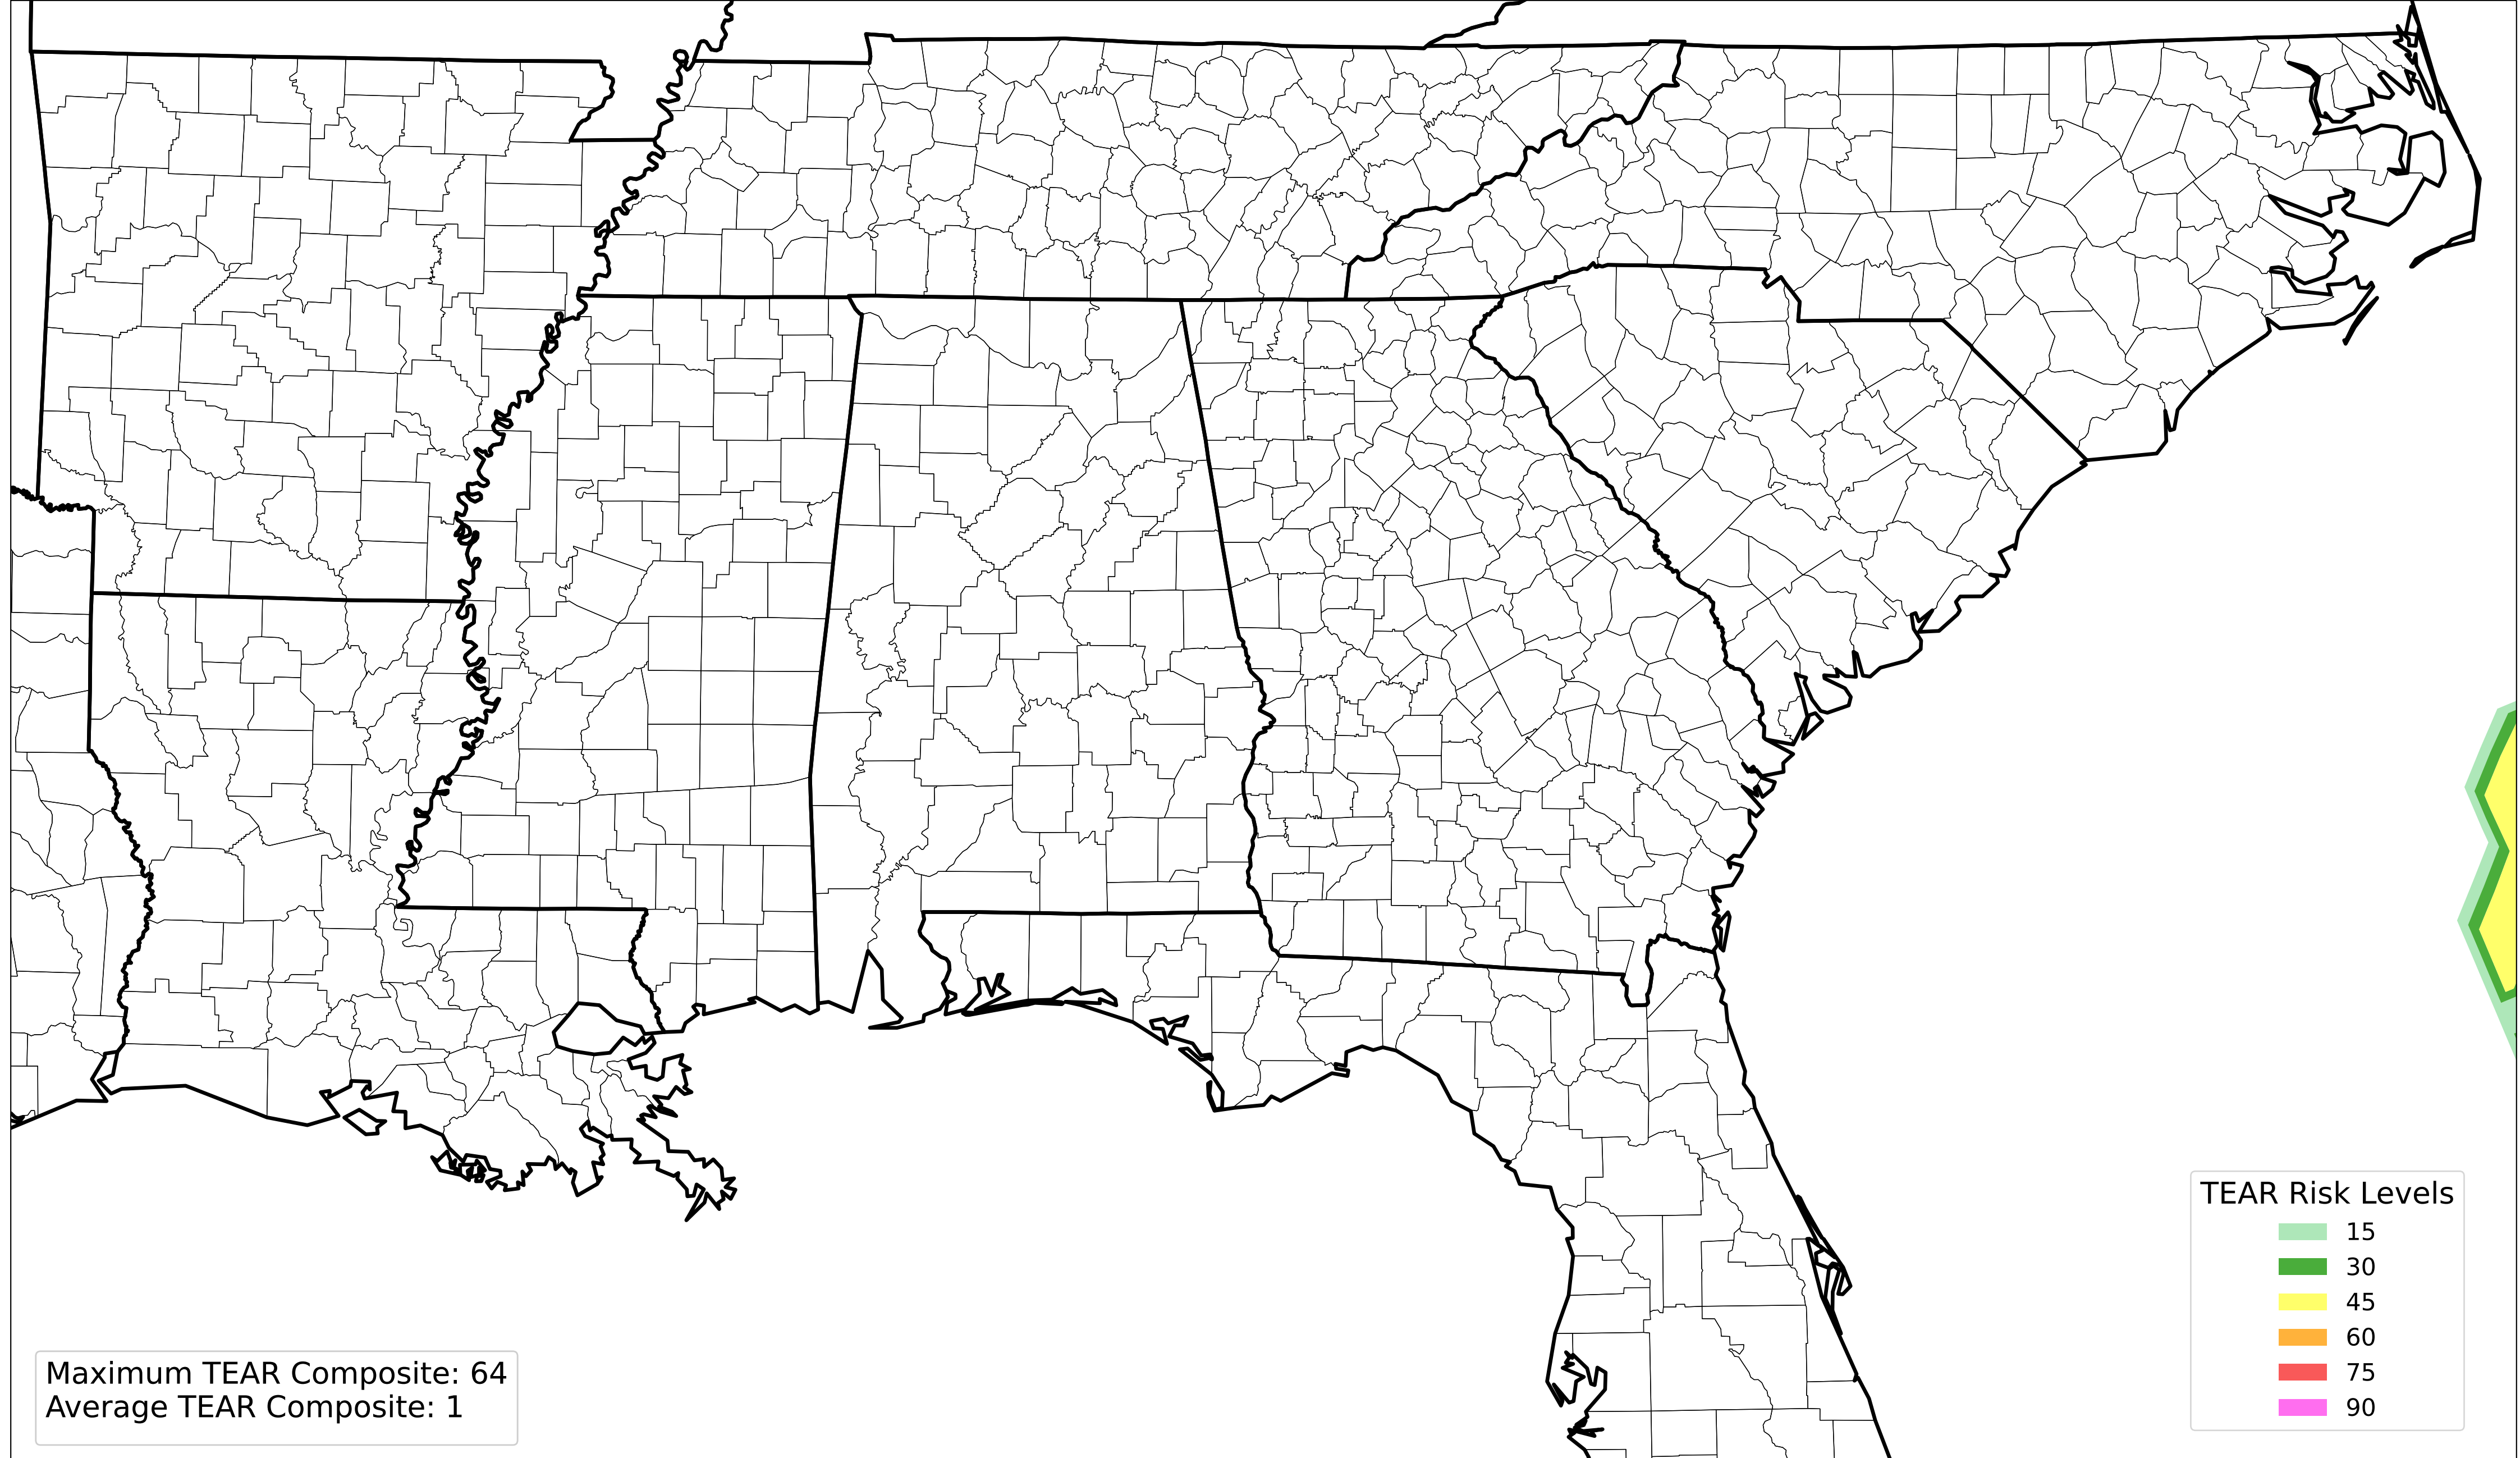 TEAR Risk Levels
15
30
45
60
75
90
Maximum TEAR Composite: 64
Average TEAR Composite: 1